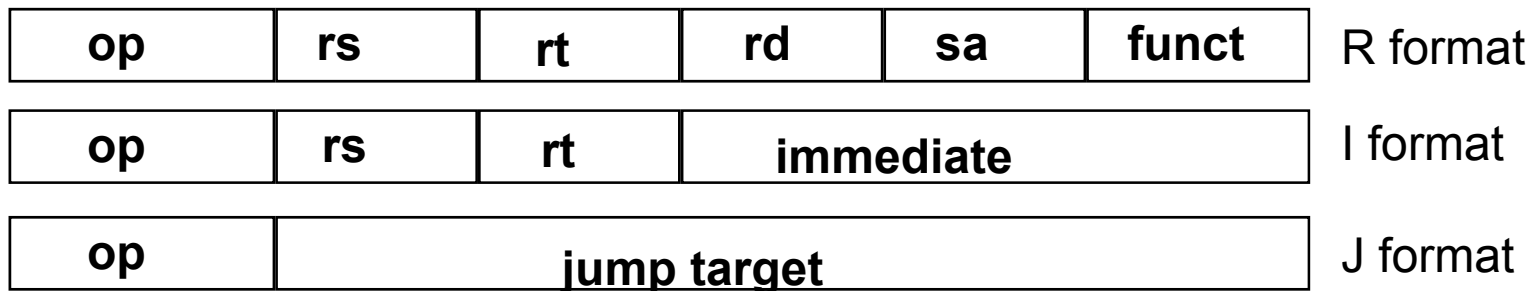 op rs rt rd sa funct R format
op rs rt immediate I format
op jump target J format